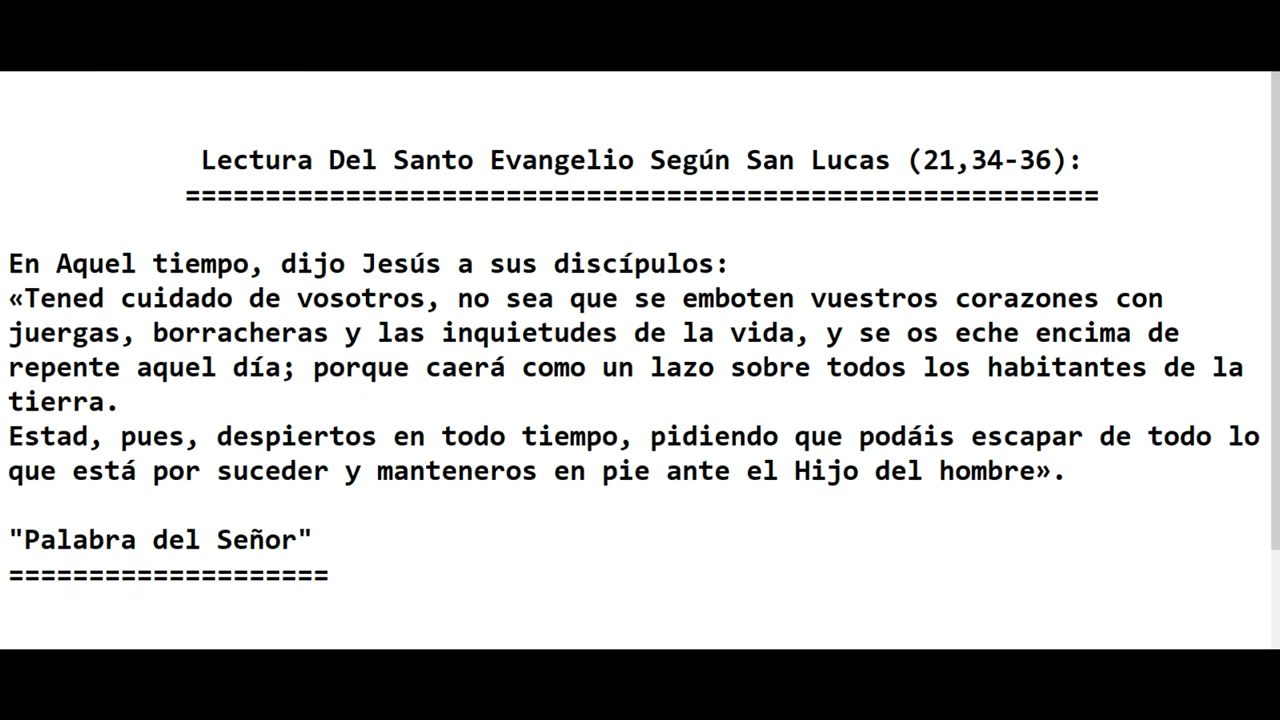 Lectura Del Santo Evangelio Según San Lucas (21,34-36):
=========================================================
En Aquel tiempo, dijo Jesús a sus discípulos:
«Tened cuidado de vosotros, no sea que se emboten vuestros corazones con
juergas, borracheras y las inquietudes de la vida, y se os eche encima de
repente aquel día; porque caerá como un lazo sobre todos los habitantes de la
tierra.
Estad, pues, despiertos en todo tiempo, pidiendo que podáis escapar de todo lo
que está por suceder y manteneros en pie ante el Hijo del hombre».
"Palabra del Señor"
====================